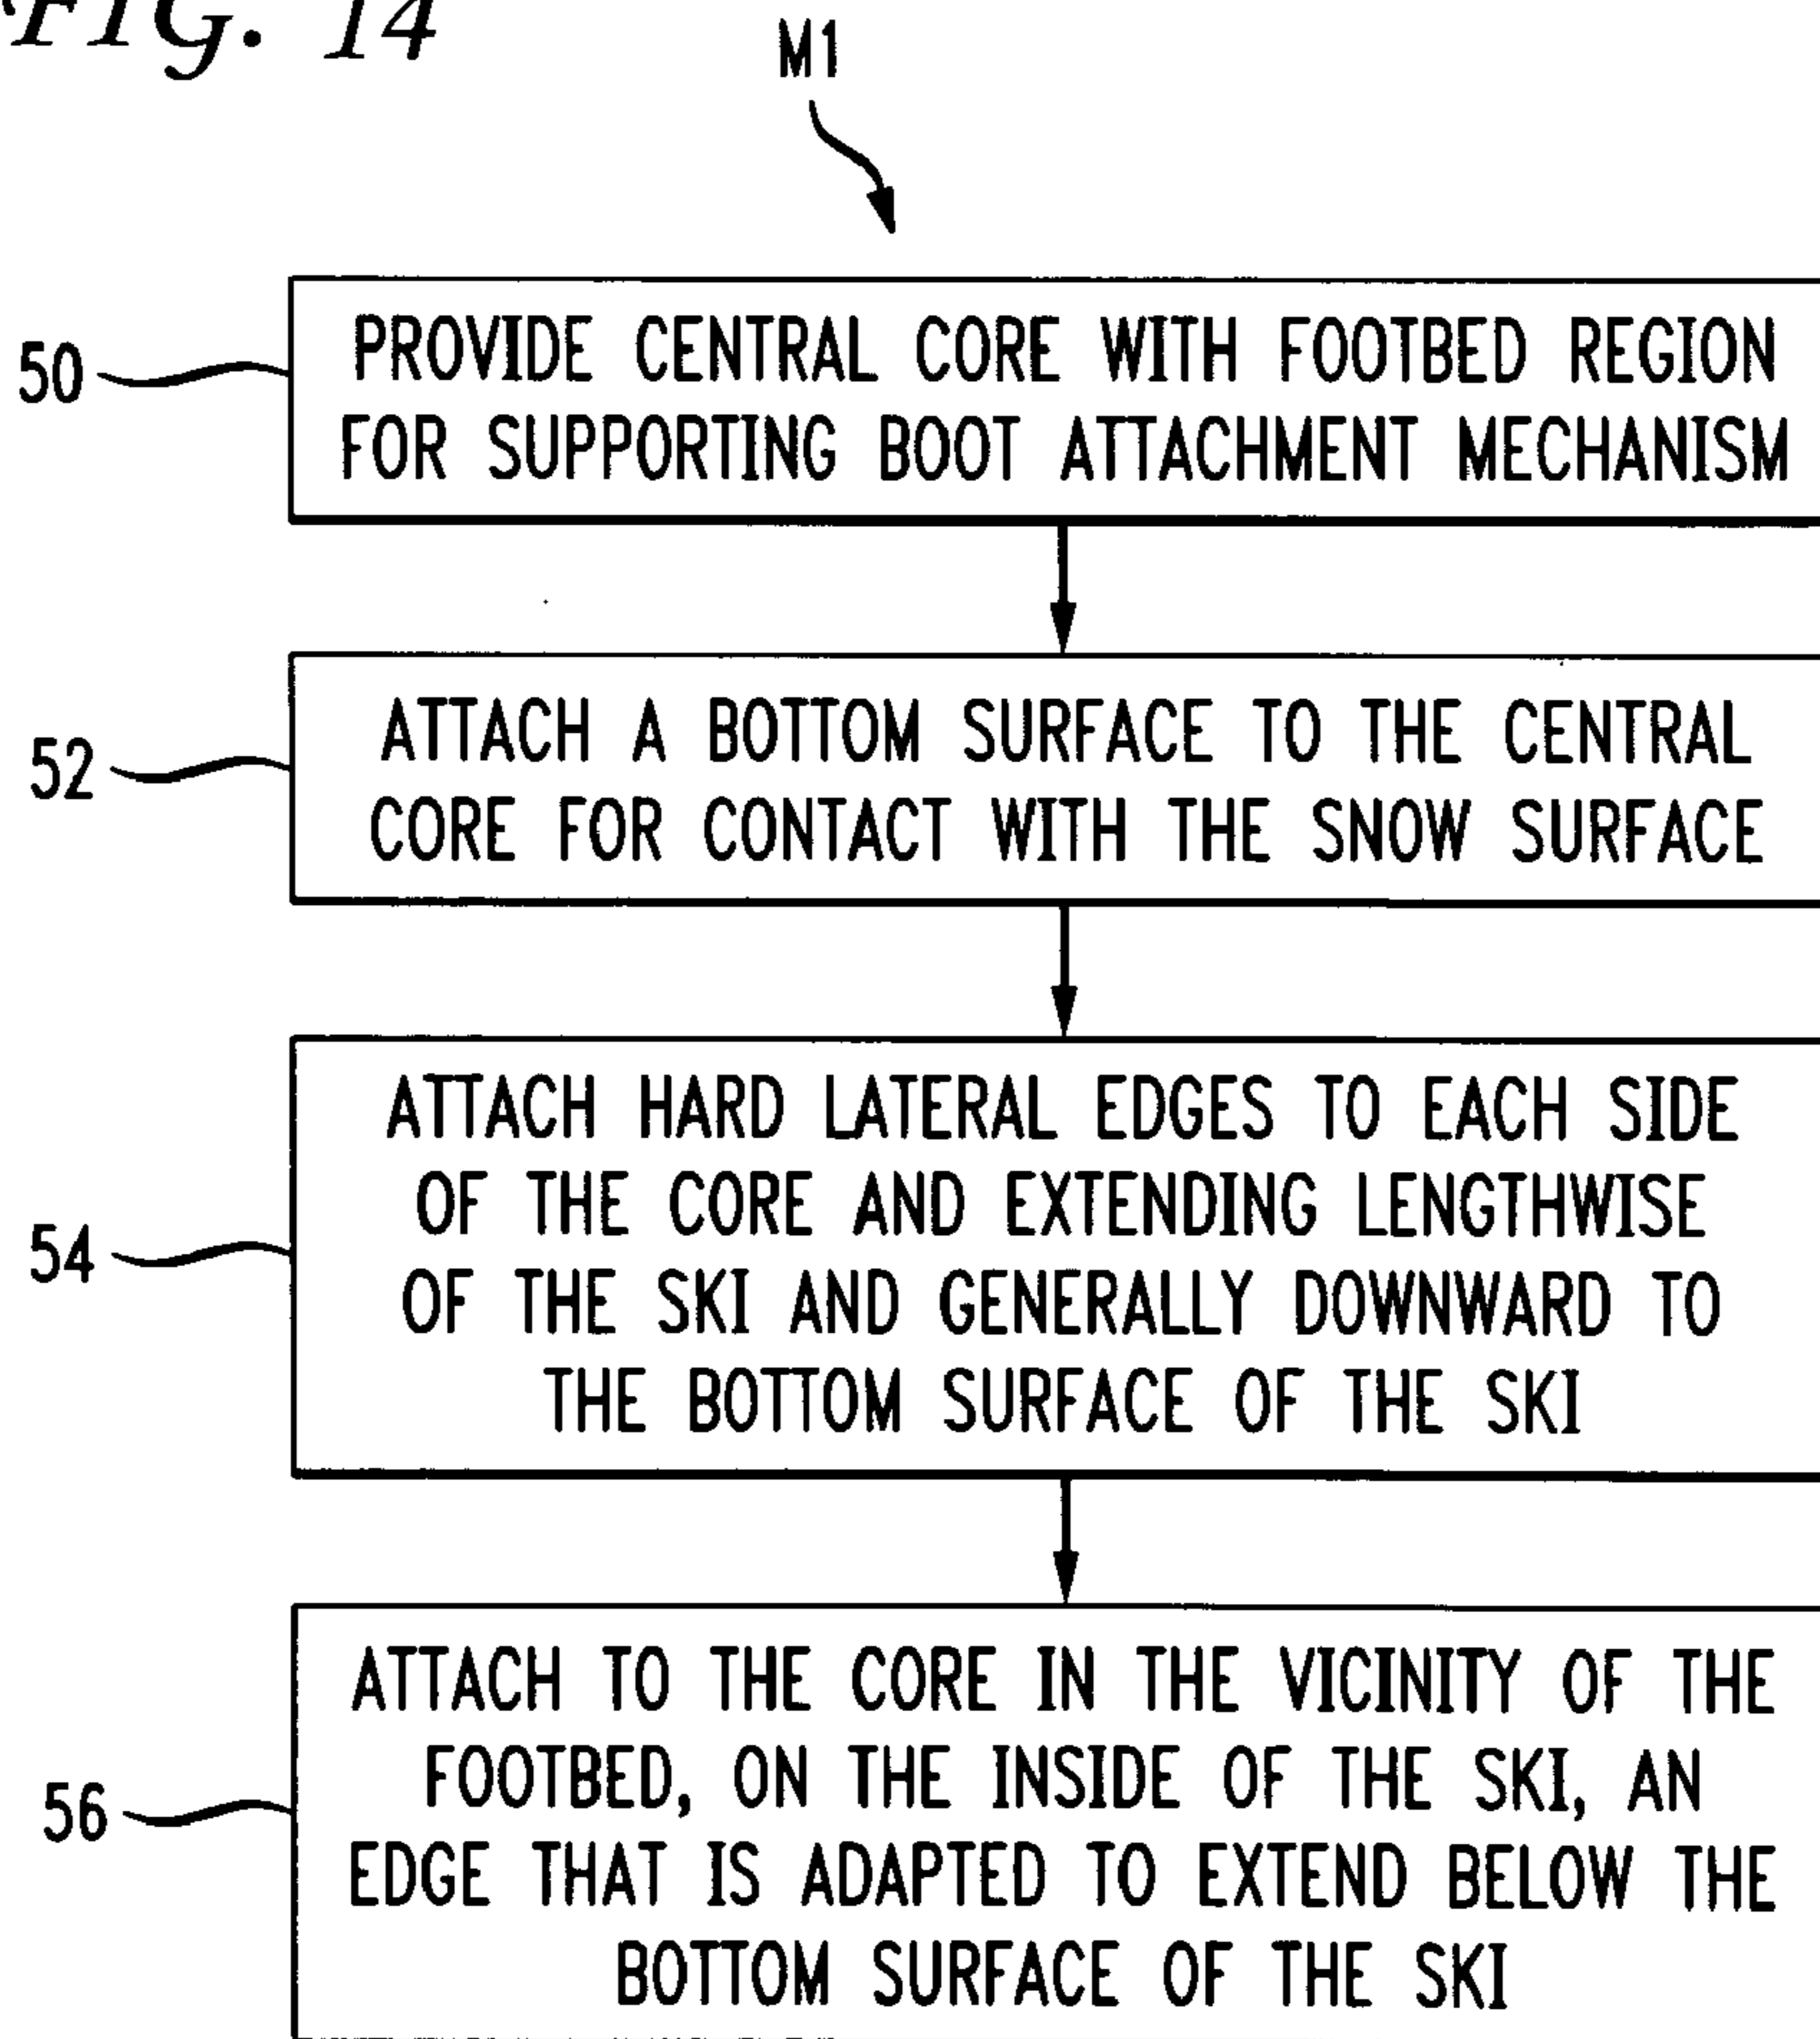 FIG. 14
M1
50
PROVIDE CENTRAL CORE WITH FOOTBED REGION
FOR SUPPORTING BOOT ATTACHMENT MECHANISM
52
ATTACH A BOTTOM SURFACE TO THE CENTRAL
CORE FOR CONTACT WITH THE SNOW SURFACE
54
ATTACH HARD LATERAL EDGES TO EACH SIDE
OF THE CORE AND EXTENDING LENGTHWISE
OF THE SKI AND GENERALLY DOWNWARD TO
THE BOTTOM SURFACE OF THE SKI
56
ATTACH TO THE CORE IN THE VICINITY OF THE
FOOTBED, ON THE INSIDE OF THE SKI, AN
EDGE THAT IS ADAPTED TO EXTEND BELOW THE
BOTTOM SURFACE OF THE SKI